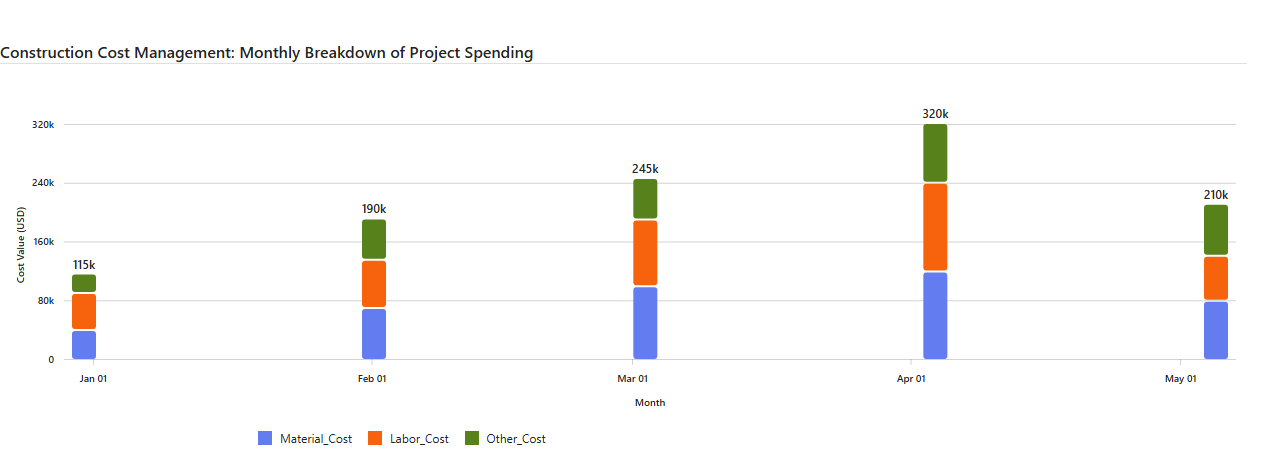 Construction Cost Management: Monthly Breakdown of Project Spending
320k
320k
245k
240k
190k
210k
160k
115k
80k
0
Cost Value (USD)
Jan 01 Feb 01 Mar 01 Apr 01 May 01
Month
Material_Cost Labor_Cost Other_Cost